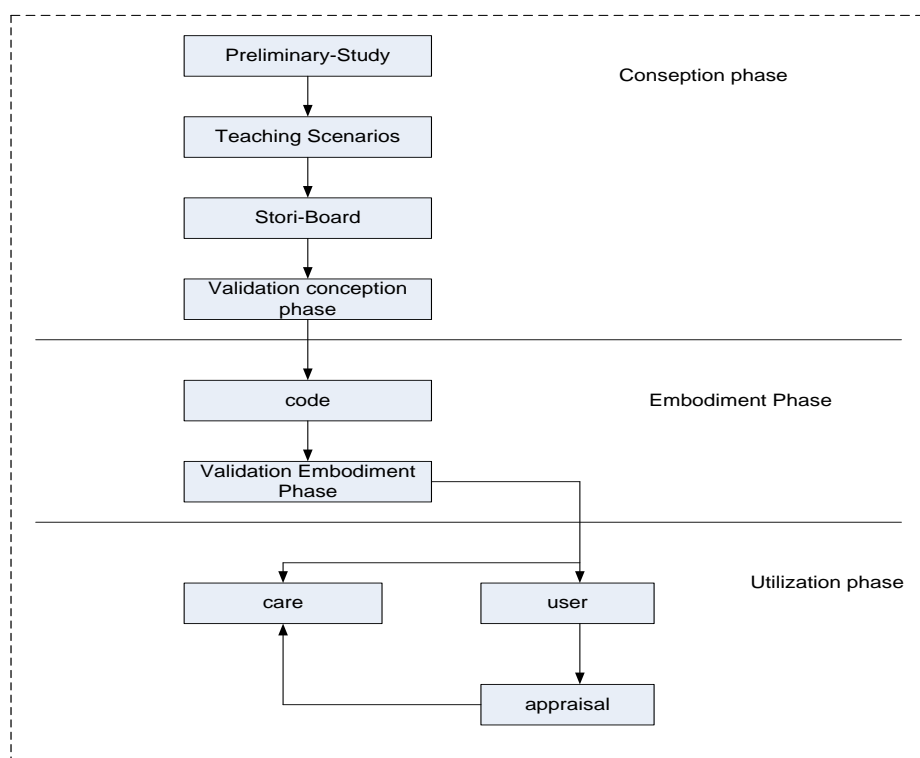 Preliminary-Study
Conseption phase
Teaching Scenarios
Stori-Board
Validation conception
phase
code
Embodiment Phase
Validation Embodiment
Phase
care
user
Utilization phase
appraisal